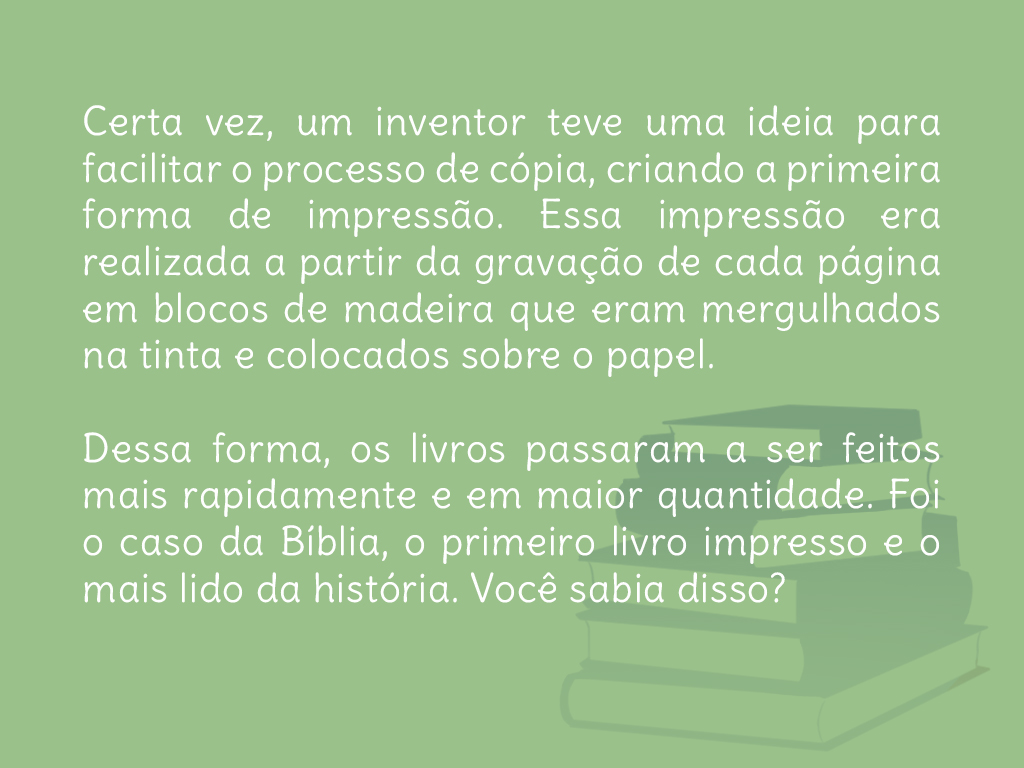 Certa vez, um inventor teve uma ideia para
facilitar o processo de cópia, criando a primeira
forma de impressão. Essa impressão era
realizada a partir da gravação de cada página
em blocos de madeira que eram mergulhados
na tinta e colocados sobre o papel.
Dessa forma, os livros passaram a ser feitos
mais rapidamente e em maior quantidade. Foi
o caso da Bíblia, o primeiro livro impresso e o
mais lido da história. Você sabia disso?